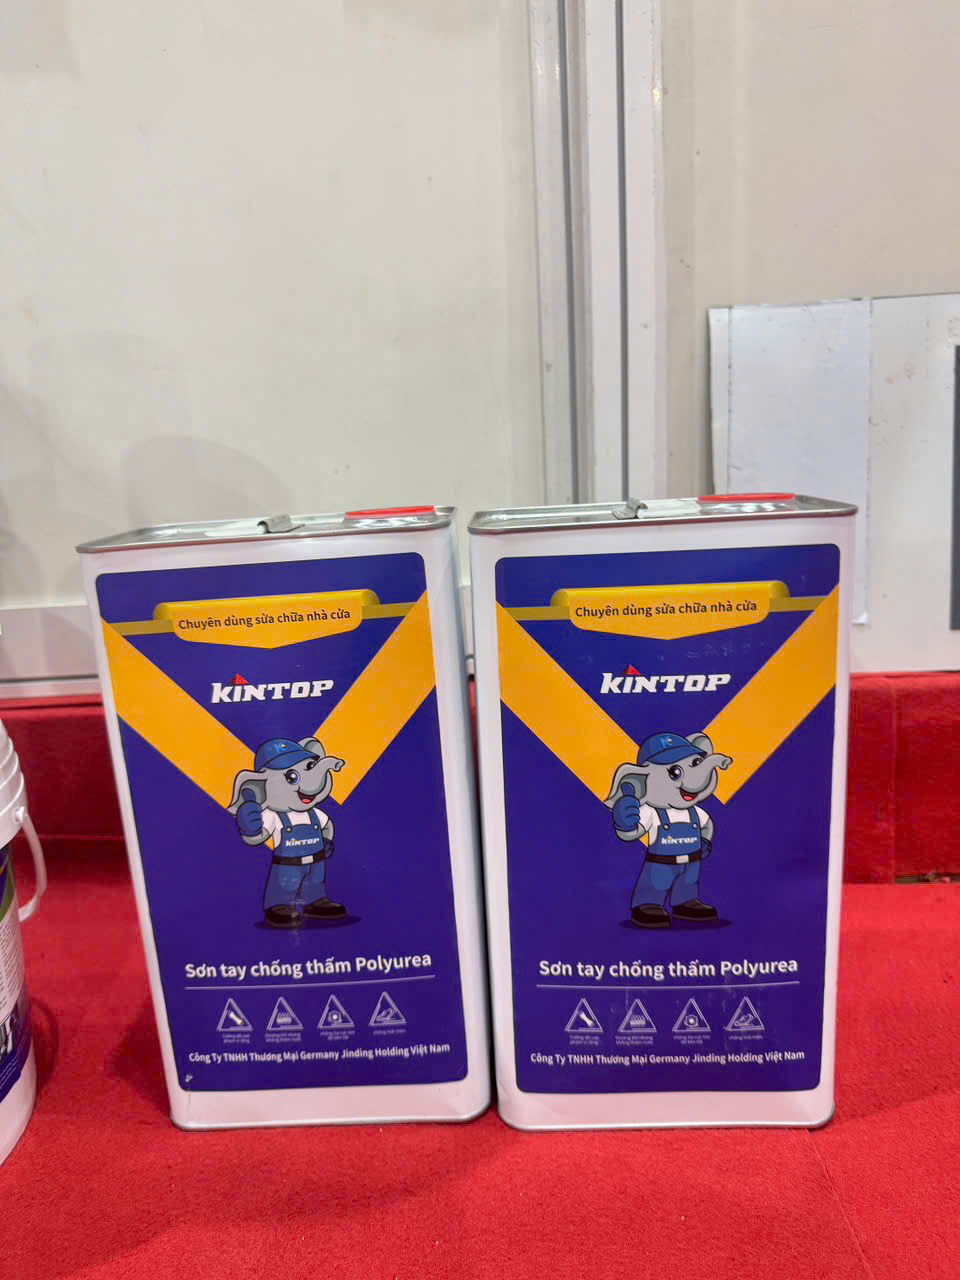 Chuyên dùng sửa chữa nhà cửa
KINTOP
KINTOP
Sơn tay chống thấm Polyurea
Công Ty TNHH Thương Mại Germany Jinding Holding Việt Nam
Chuyên dùng sửa chữa nhà cửa
KINTOP
KINTOP
Sơn tay chống thấm Polyurea
Công Ty TNHH Thương Mại Germany Jinding Holding Việt Nam